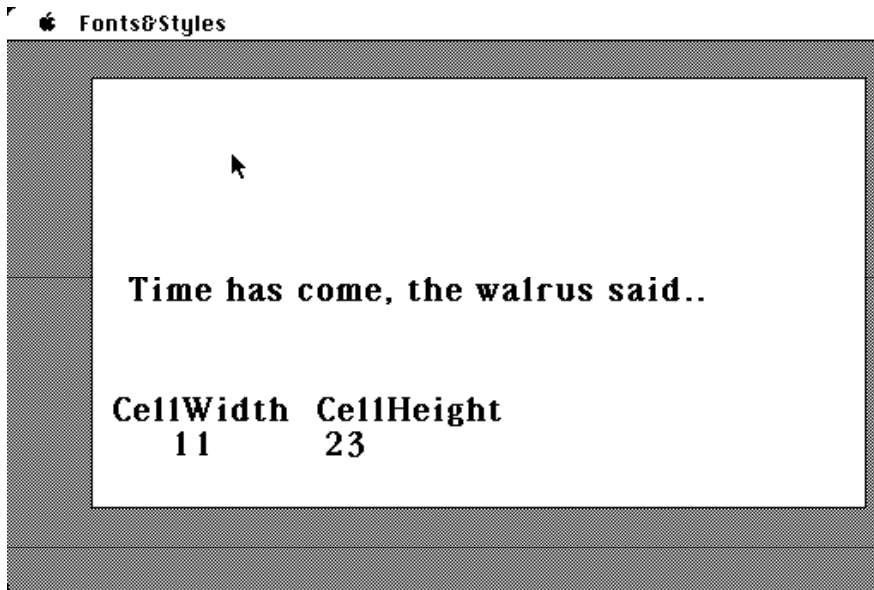 Fonts&Styles
Time has come, the walrus said..
CellWidth CellHeight
11 23